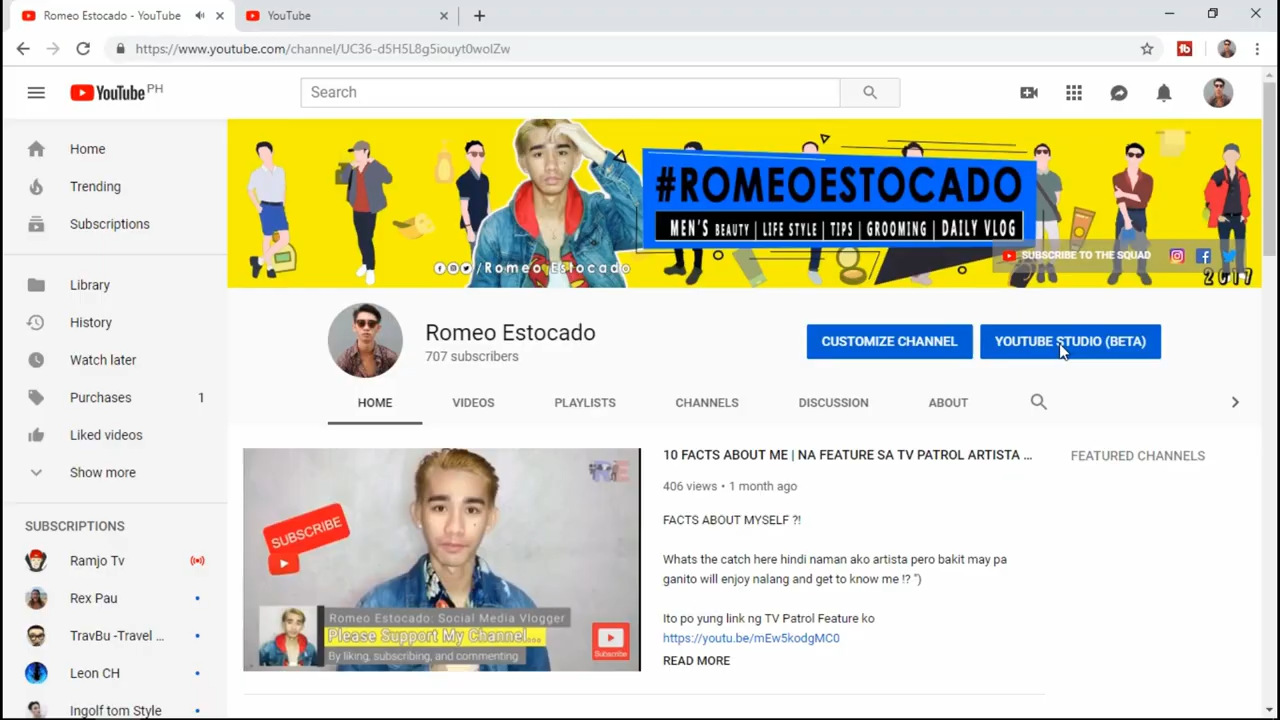 Romeo Estocado - YouTube
YouTube
https://www.youtube.com/channel/UC36-d5H5L8g5iouyt0wolZw
YouTube PH
Search
Home
Trending
Subscriptions
Library
History
Watch later
Purchases 1
Liked videos
Show more
SUBSCRIPTIONS
Ramjo Tv
Rex Pau
TravBu -Travel ...
Leon CH
Ingolf tom Style
#ROMEOESTOCADO
MEN'S BEAUTY | LIFE STYLE | TIPS | GROOMING | DAILY VLOG
/Romeo Estocado
SUBSCRIBE TO THE SQUAD
2017
Romeo Estocado
707 subscribers
CUSTOMIZE CHANNEL
YOUTUBE STUDIO (BETA)
HOME
VIDEOS
PLAYLISTS
CHANNELS
DISCUSSION
ABOUT
SUBSCRIBE
Romeo Estocado: Social Media Vlogger
Please Support My Channel...
By liking, subscribing, and commenting
Subscribe
10 FACTS ABOUT ME | NA FEATURE SA TV PATROL ARTISTA ...
406 views • 1 month ago
FACTS ABOUT MYSELF ?!
Whats the catch here hindi naman ako artista pero bakit may pa
ganito will enjoy nalang and get to know me !? ")
Ito po yung link ng TV Patrol Feature ko
https://youtu.be/mEw5kodgMC0
READ MORE
FEATURED CHANNELS